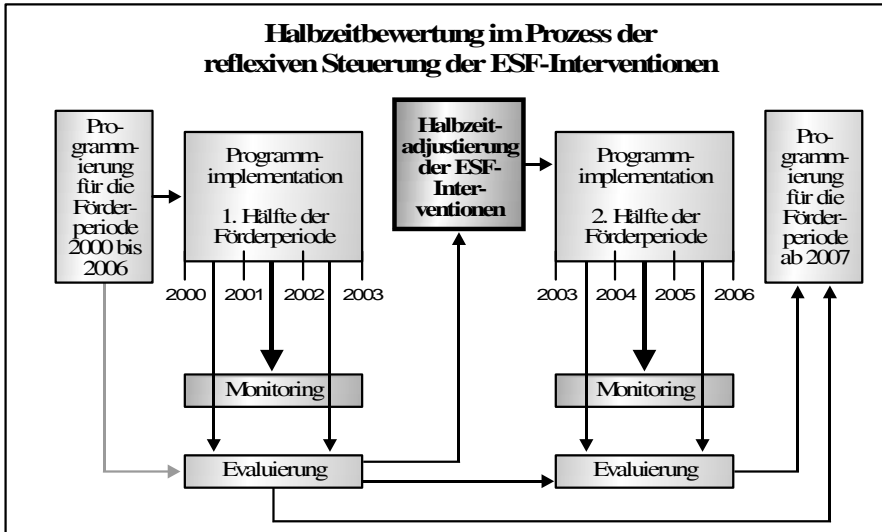 Halbzeitbewertung im Prozess der
reflexiven Steuerung der ESF-Interventionen
Pro-
gramm-
ierung
für die
Förder-
periode
2000 bis
2006
Programm-
implementation
1. Hälfte der
Förderperiode
2000
2001
2002
2003
Halbzeit-
adjustierung
der ESF-
Inter-
ventionen
Programm-
implementation
2. Hälfte der
Förderperiode
2003
2004
2005
2006
Pro-
gramm-
ierung
für die
Förder-
periode
ab 2007
Monitoring
Monitoring
Evaluierung
Evaluierung